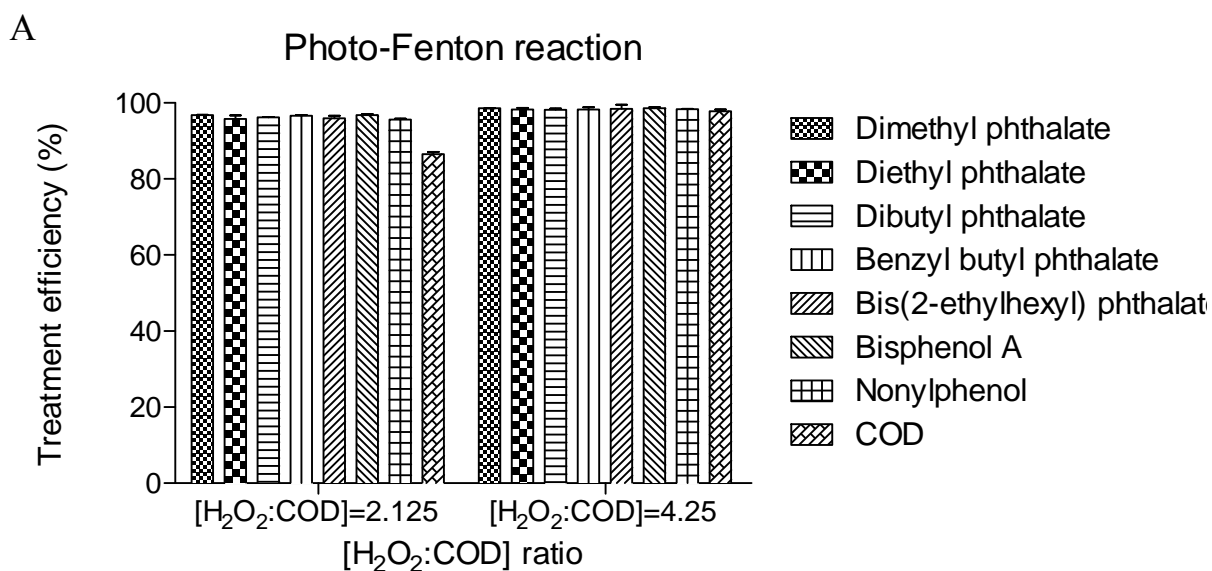 A
Photo-Fenton reaction
Treatment efficiency (%)
100
80
60
40
20
0
[H₂O₂:COD]=2.125
[H₂O₂:COD]=4.25
[H₂O₂:COD] ratio
Dimethyl phthalate
Diethyl phthalate
Dibutyl phthalate
Benzyl butyl phthalate
Bis(2-ethylhexyl) phthalate
Bisphenol A
Nonylphenol
COD